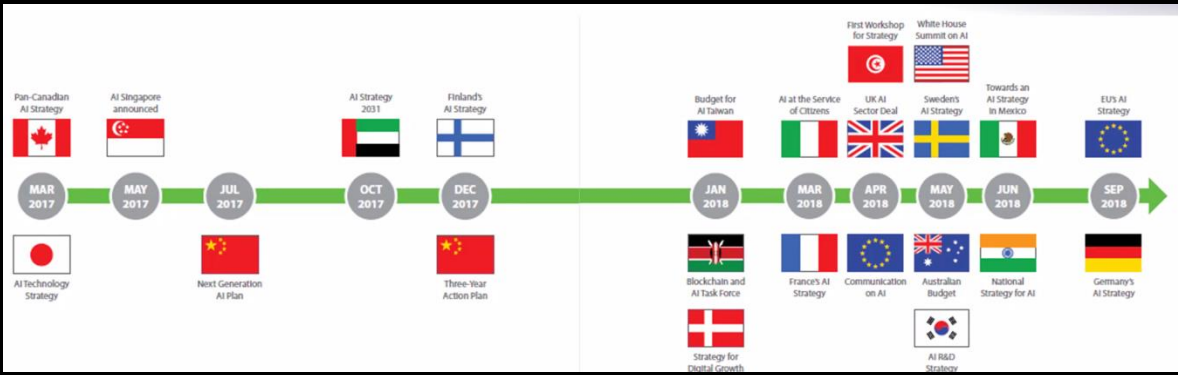 First Workshop
for Strategy
White House
Summit on AI
Pan-Canadian
AI Strategy
AI Singapore
announced
AI Strategy
2031
Finland's
AI Strategy
Budget for
AI Taiwan
AI at the Service
of Citizens
UK AI
Sector Deal
Sweden's
AI Strategy
Towards an
AI Strategy
in Mexico
EU's AI
Strategy
MAR
2017
MAY
2017
JUL
2017
OCT
2017
DEC
2017
JAN
2018
MAR
2018
APR
2018
MAY
2018
JUN
2018
SEP
2018
AI Technology
Strategy
Next Generation
AI Plan
Three-Year
Action Plan
Blockchain and
AI Task Force
France's AI
Strategy
Communication
on AI
Australian
Budget
National
Strategy for AI
Germany's
AI Strategy
Strategy for
Digital Growth
AI R&D
Strategy